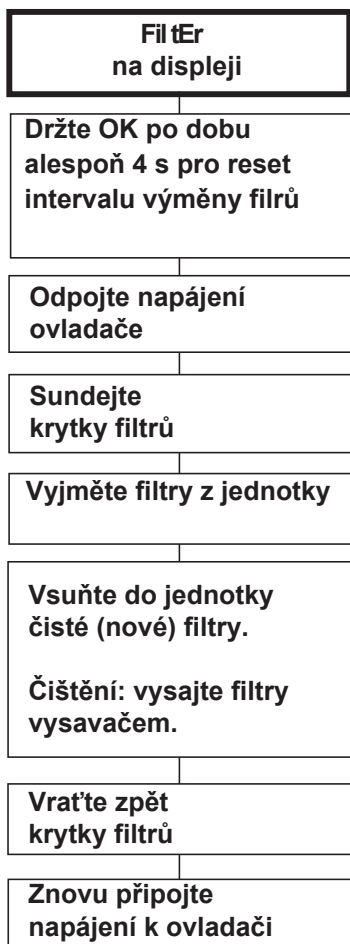 FiltEr
na displeji
Držte OK po dobu
alespoň 4 s pro reset
intervalu výměny filrů
Odpojte napájení
ovladače
Sundejte
krytky filtrů
Vyjměte filtry z jednotky
Vsuňte do jednotky
čisté (nové) filtry.
Čištění: vysajte filtry
vysavačem.
Vraťte zpět
krytky filtrů
Znovu připojte
napájení k ovladači